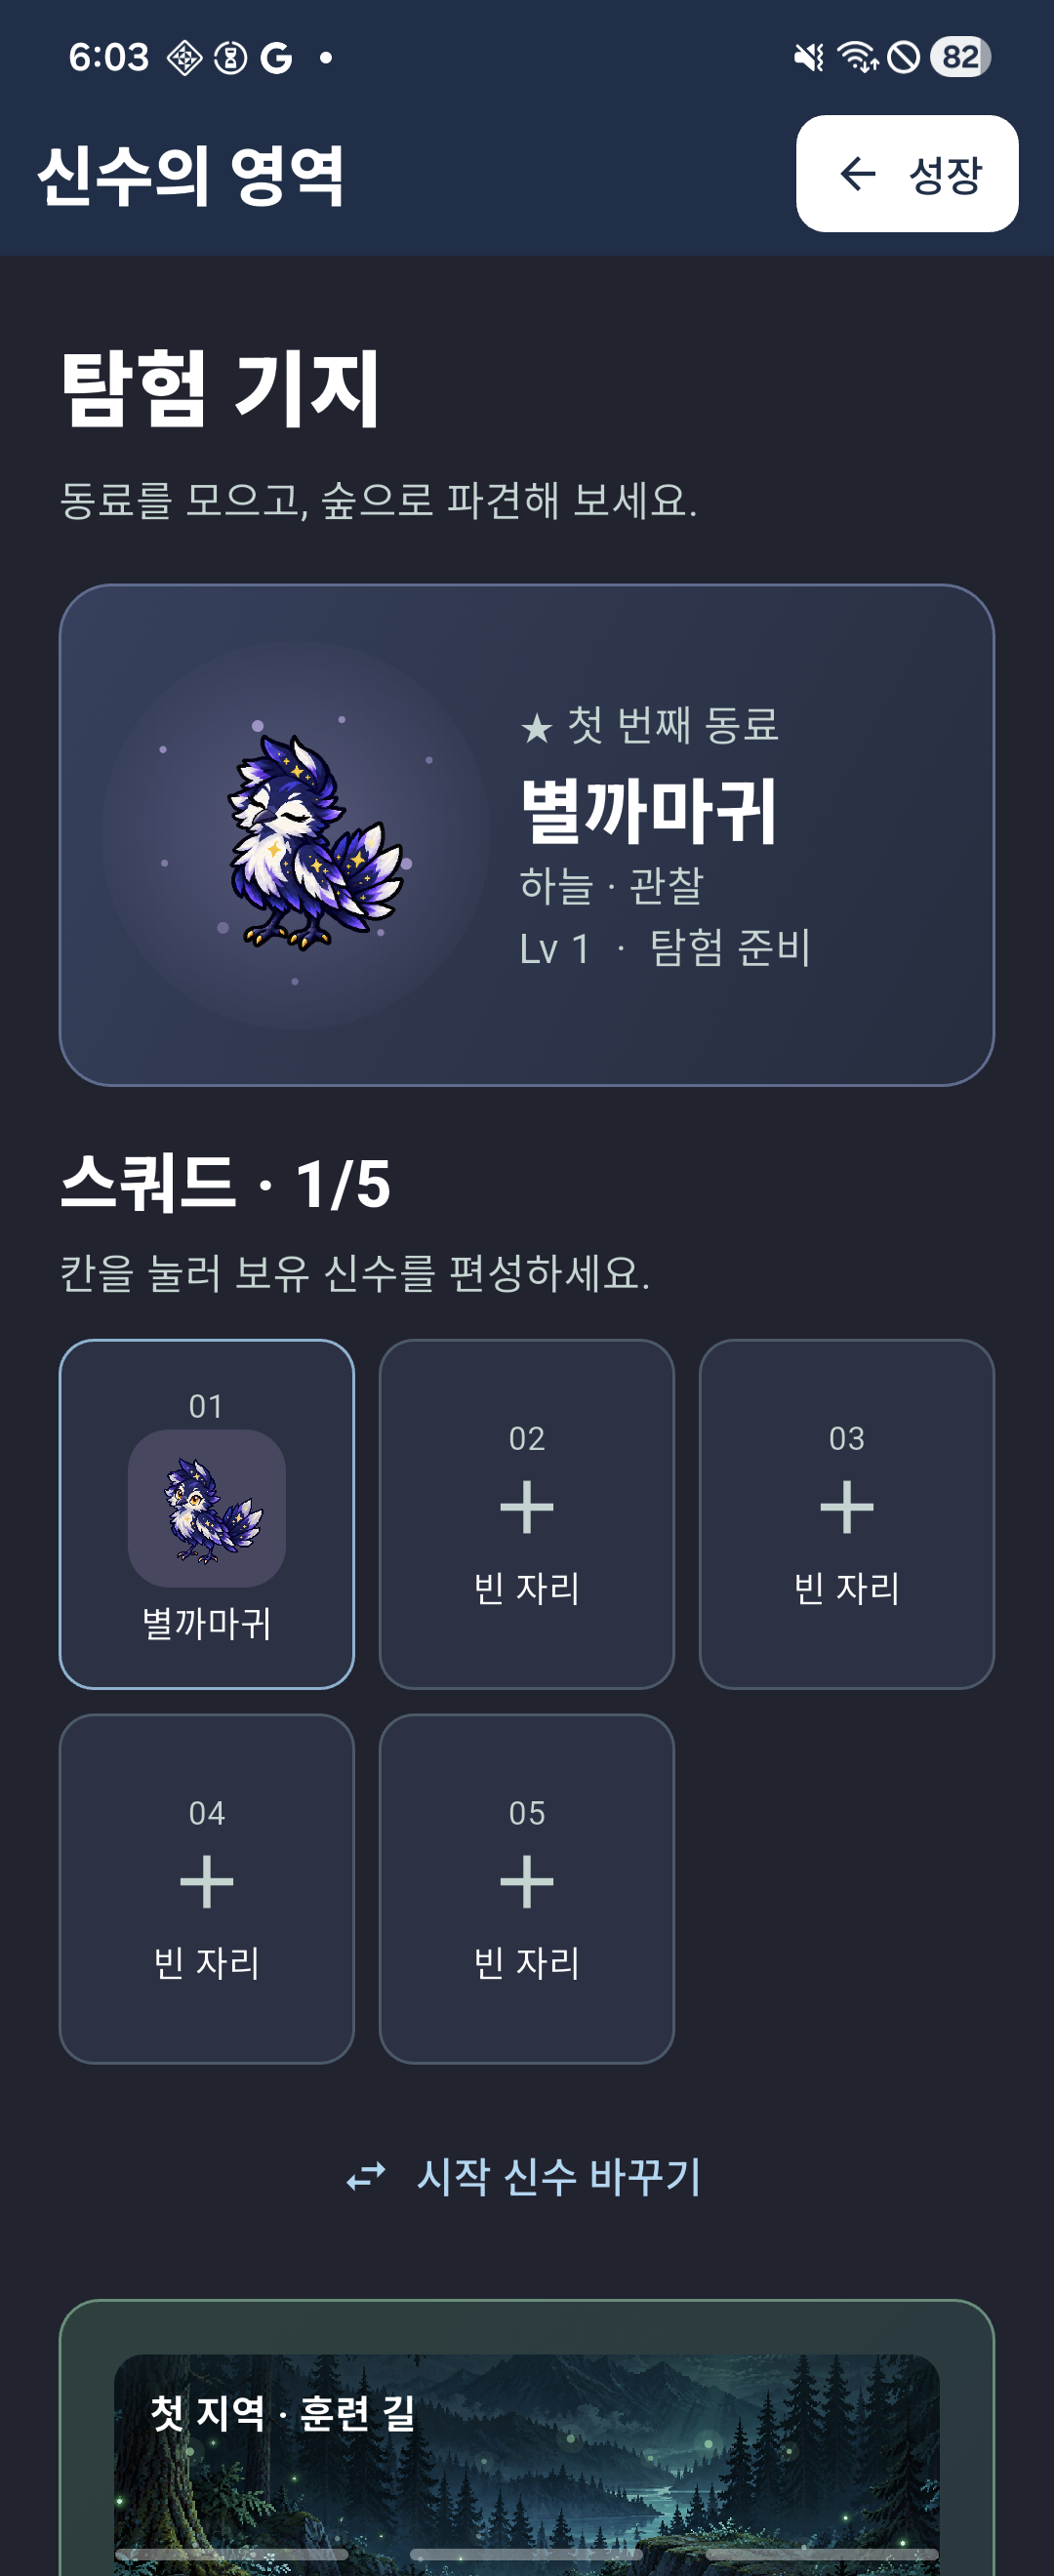 6:03
82
신수의 영역
← 성장
탐험 기지
동료를 모으고, 숲으로 파견해 보세요.
★ 첫 번째 동료
별까마귀
하늘 · 관찰
Lv 1 · 탐험 준비
스쿼드 · 1/5
칸을 눌러 보유 신수를 편성하세요.
01
별까마귀
02
빈 자리
03
빈 자리
04
빈 자리
05
빈 자리
시작 신수 바꾸기
첫 지역 · 훈련 길